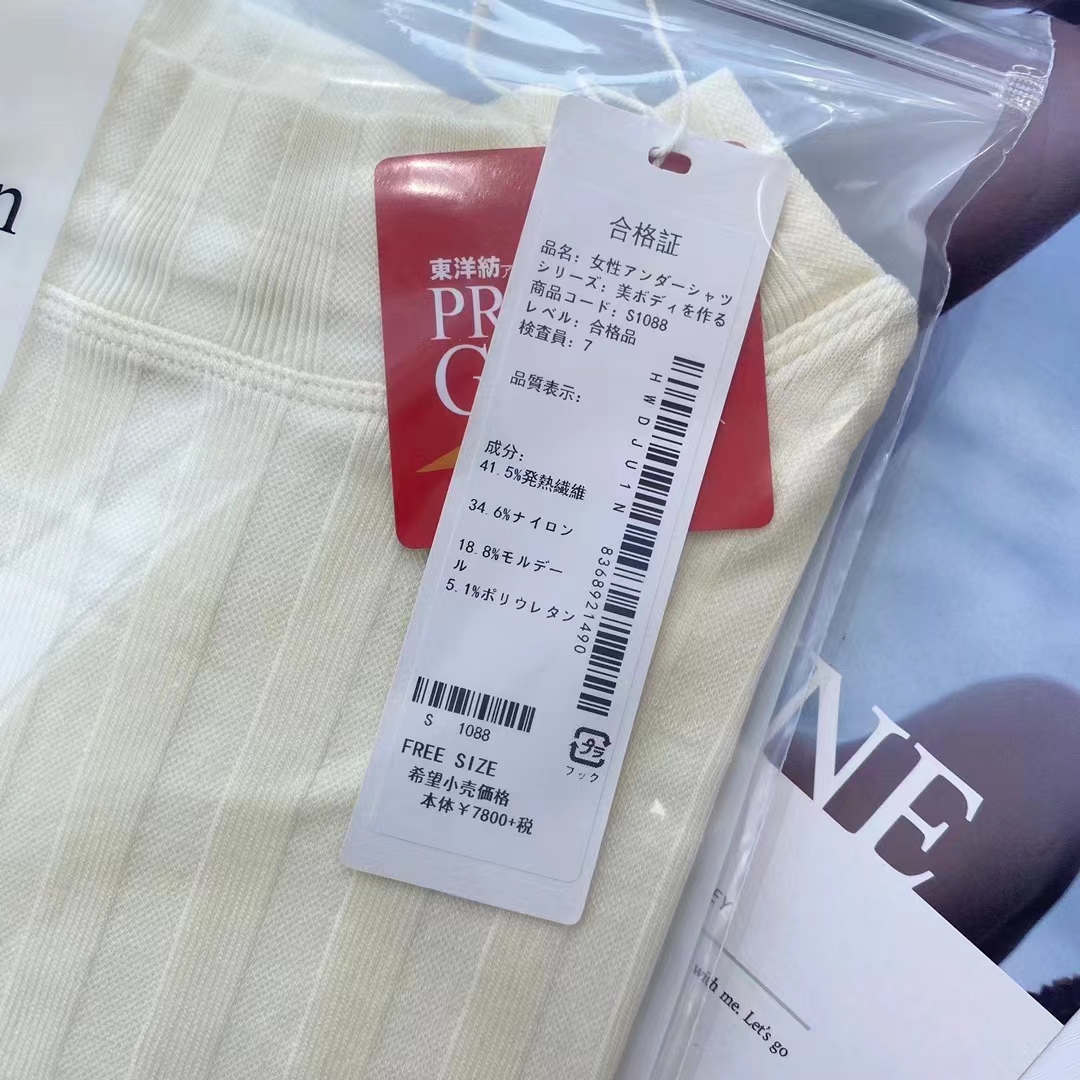 n
東洋紡
PR
G
合格証
品名: 女性アンダーシャツ
シリーズ: 美ボディを作る
商品コード: S1088
レベル: 合格品
検査員: 7
品質表示:
成分:
41.5%発熱繊維
34.6%ナイロン
18.8%モルデー
ル
5.1%ポリウレタン
HWDJU1N
8368921490
S 1088
FREE SIZE
希望小売価格
本体￥7800+税
プラ
フック
NE
EY
with me. Let's go